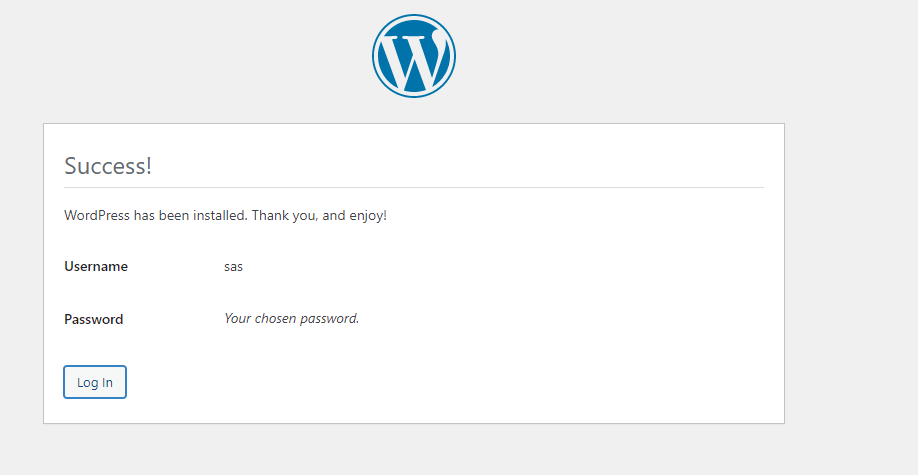 Success!
WordPress has been installed. Thank you, and enjoy!
Username sas
Password Your chosen password.
Log In